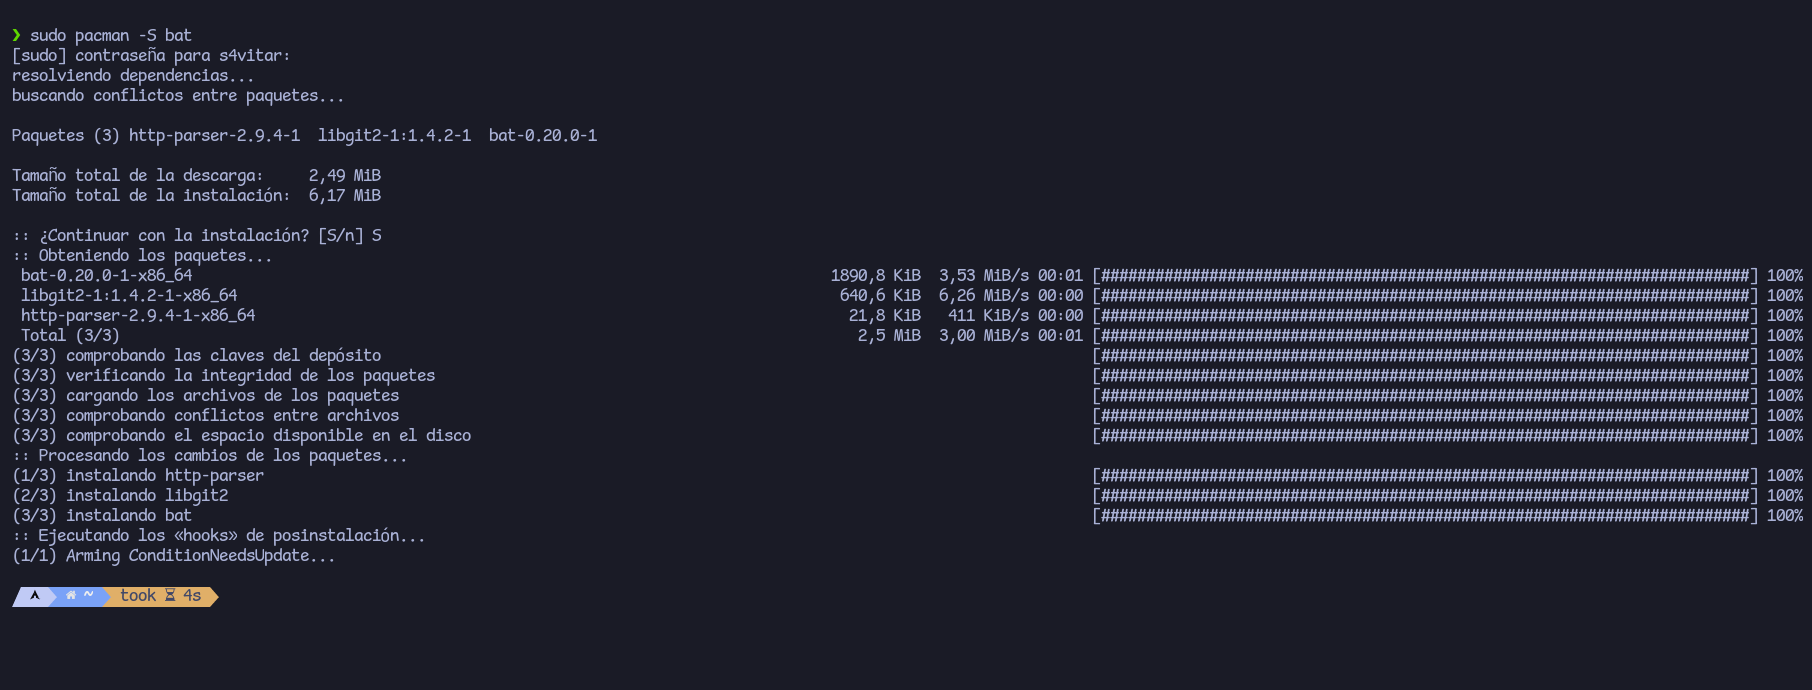 ❯ sudo pacman -S bat
[sudo] contraseña para s4vitar:
resolviendo dependencias...
buscando conflictos entre paquetes...
Paquetes (3) http-parser-2.9.4-1  libgit2-1:1.4.2-1  bat-0.20.0-1
Tamaño total de la descarga:     2,49 MiB
Tamaño total de la instalación:  6,17 MiB
:: ¿Continuar con la instalación? [S/n] S
:: Obteniendo los paquetes...
bat-0.20.0-1-x86_64 1890,8 KiB  3,53 MiB/s 00:01 [########################################################################] 100%
libgit2-1:1.4.2-1-x86_64 640,6 KiB  6,26 MiB/s 00:00 [########################################################################] 100%
http-parser-2.9.4-1-x86_64 21,8 KiB   411 KiB/s 00:00 [########################################################################] 100%
Total (3/3) 2,5 MiB  3,00 MiB/s 00:01 [########################################################################] 100%
(3/3) comprobando las claves del depósito [########################################################################] 100%
(3/3) verificando la integridad de los paquetes [########################################################################] 100%
(3/3) cargando los archivos de los paquetes [########################################################################] 100%
(3/3) comprobando conflictos entre archivos [########################################################################] 100%
(3/3) comprobando el espacio disponible en el disco [########################################################################] 100%
:: Procesando los cambios de los paquetes...
(1/3) instalando http-parser [########################################################################] 100%
(2/3) instalando libgit2 [########################################################################] 100%
(3/3) instalando bat [########################################################################] 100%
:: Ejecutando los «hooks» de posinstalación...
(1/1) Arming ConditionNeedsUpdate...
~ took ⌛ 4s